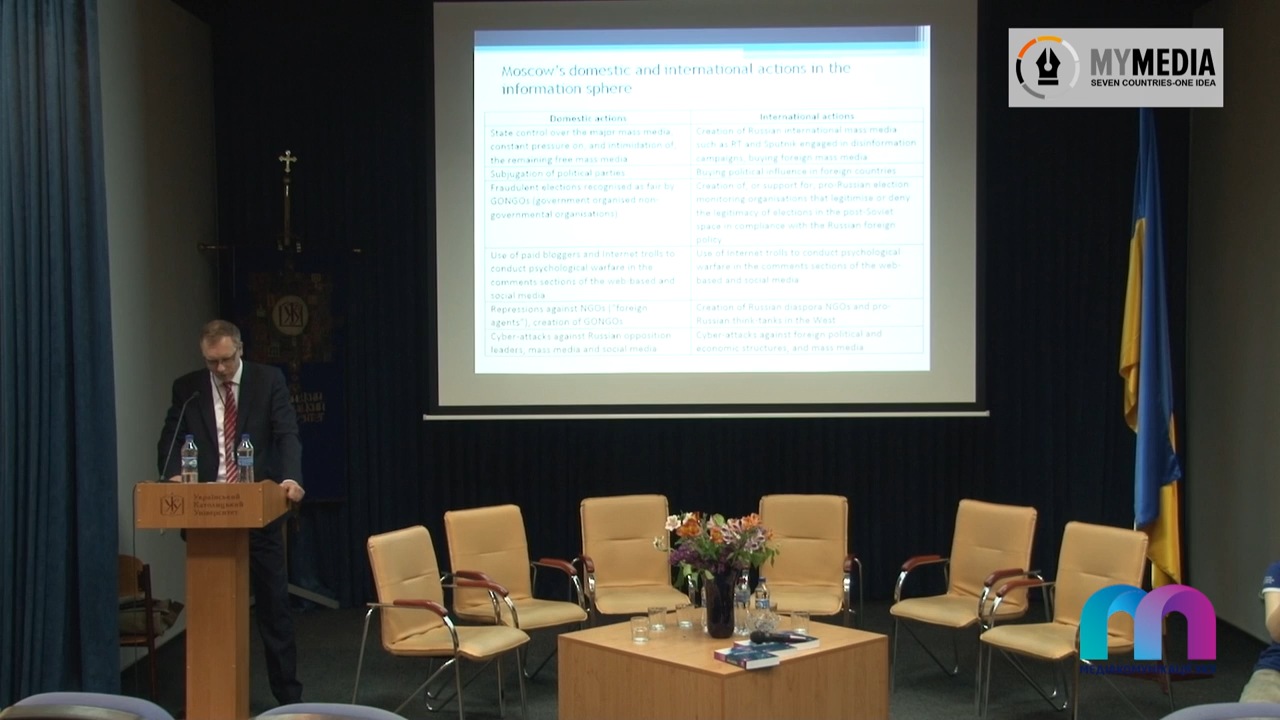 MYMEDIA
SEVEN COUNTRIES-ONE IDEA
Moscow's domestic and international actions in the
information sphere
Domestic actions
International actions
State control over the major mass media,
constant pressure on, and intimidation of
the remaining free mass media
Creation of Russian international mass media
such as RT and Sputnik engaged in disinformation
campaigns, buying foreign mass media
Subjugation of political parties
Buying political influence in foreign countries
Fraudulent elections recognised as fair by
GONGOs (government organised non-
governmental organisations)
Creation of, or support for, pro-Russian election
monitoring organisations that legitimise or deny
the legitimacy of elections in the post-Soviet
space in compliance with the Russian foreign
policy
Use of paid bloggers and Internet trolls to
conduct psychological warfare in the
comments sections of the web-based and
social media
Use of Internet trolls to conduct psychological
warfare in the comments sections of the web-
based and social media
Repressions against NGOs ("foreign
agents"), creation of GONGOs
Creation of Russian diaspora NGOs and pro-
Russian think-tanks in the West
Cyber-attacks against Russian opposition
leaders, mass media and social media
Cyber-attacks against foreign political and
economic structures, and mass media
Український
Католицький
Університет